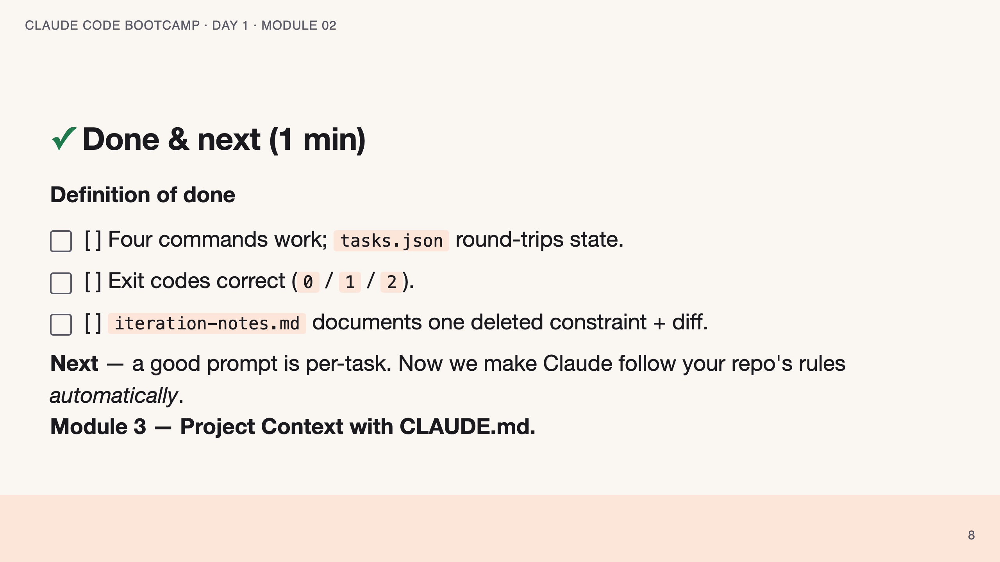 CLAUDE CODE BOOTCAMP · DAY 1 · MODULE 02
✓ Done & next (1 min)
Definition of done
[ ] Four commands work; tasks.json round-trips state.
[ ] Exit codes correct (0 / 1 / 2).
[ ] iteration-notes.md documents one deleted constraint + diff.
Next — a good prompt is per-task. Now we make Claude follow your repo's rules
automatically.
Module 3 — Project Context with CLAUDE.md.
8